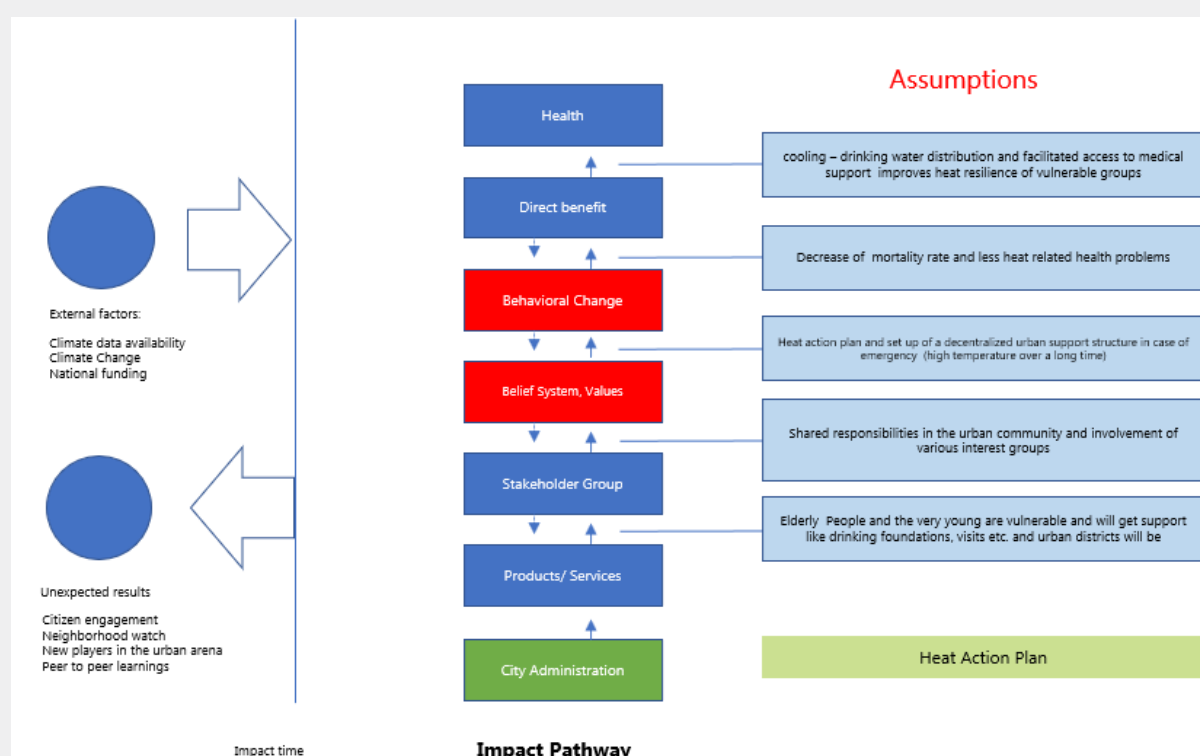 Assumptions
Health
cooling – drinking water distribution and facilitated access to medical
support improves heat resilience of vulnerable groups
Direct benefit
Decrease of mortality rate and less heat related health problems
Behavioral Change
External factors:
Climate data availability
Climate Change
National funding
Heat action plan and set up of a decentralized urban support structure in case of
emergency (high temperature over a long time)
Belief System, Values
Shared responsibilities in the urban community and involvement of
various interest groups
Stakeholder Group
Elderly People and the very young are vulnerable and will get support
like drinking foundations, visits etc. and urban districts will be
Products/ Services
Unexpected results
Citizen engagement
Neighborhood watch
New players in the urban arena
Peer to peer learnings
City Administration
Heat Action Plan
Impact time
Impact Pathway